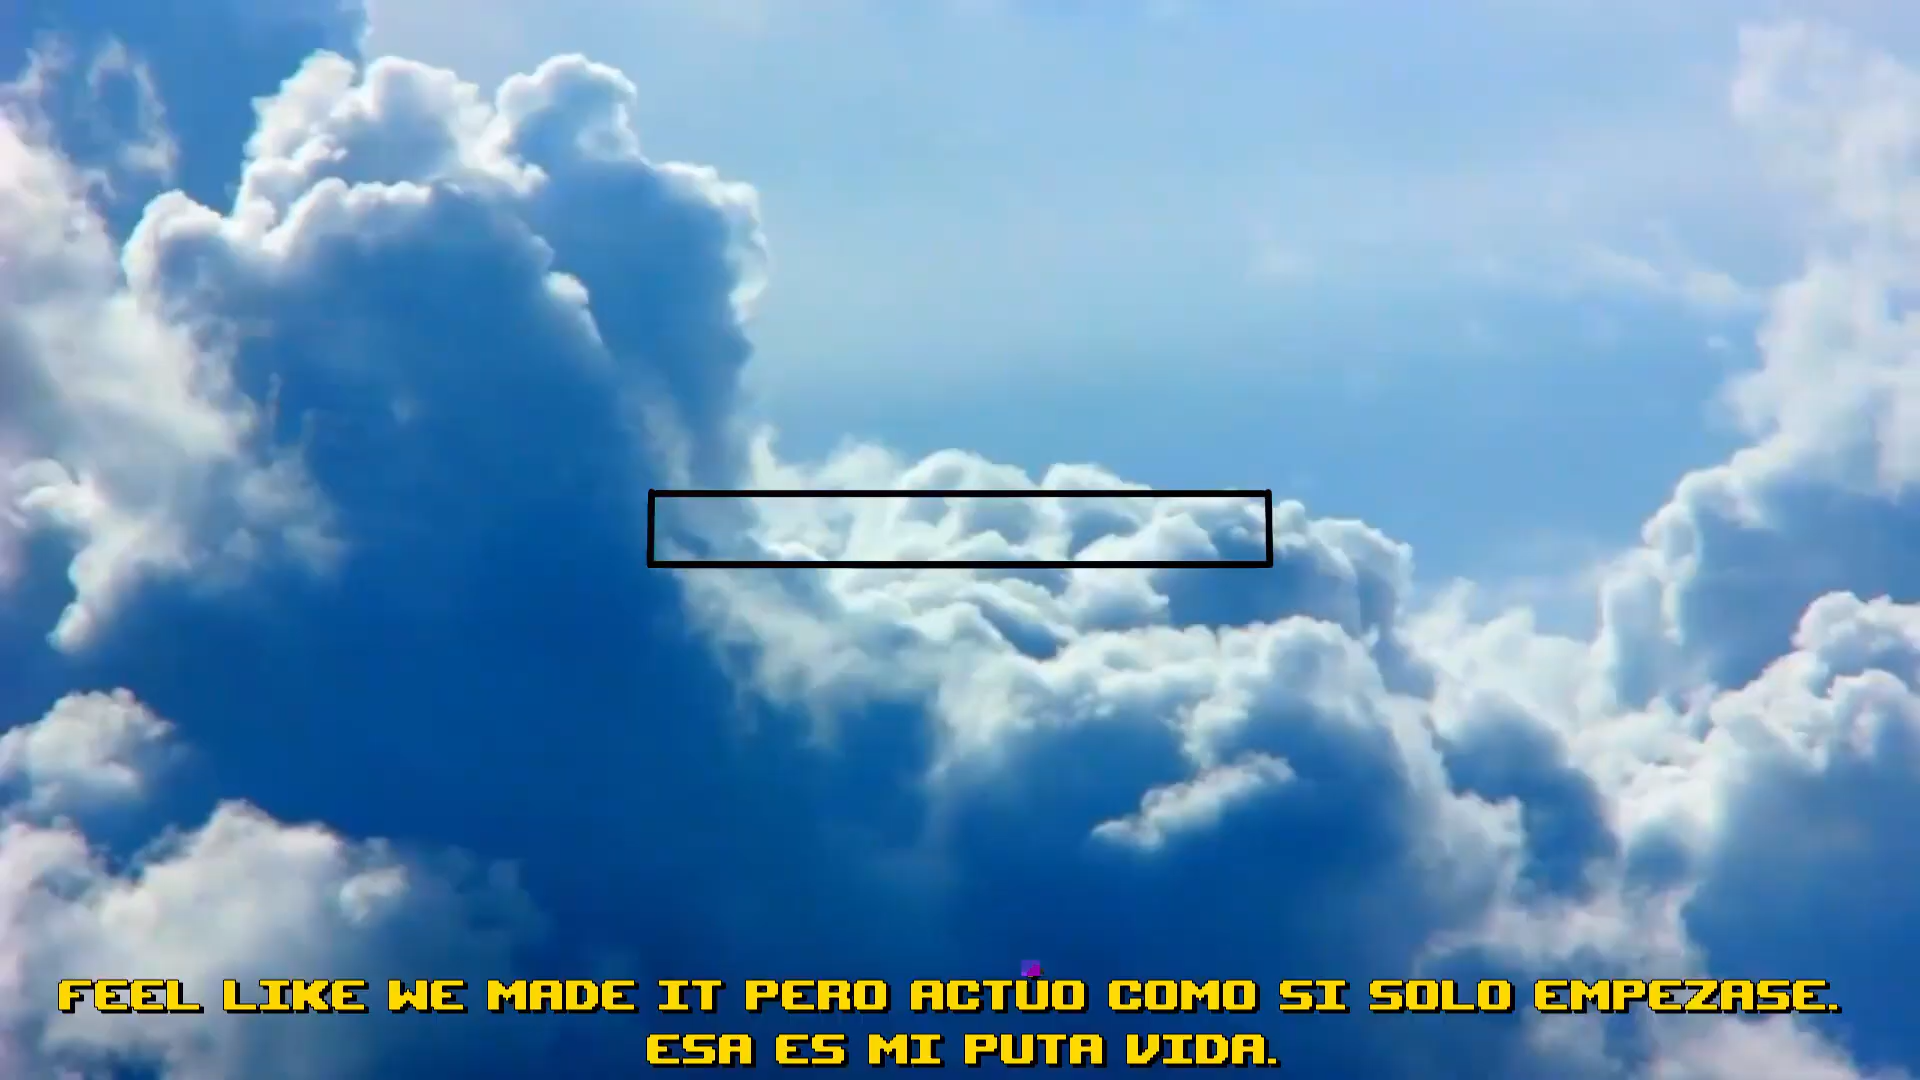 FEEL LIKE WE MADE IT PERO ACTÚO COMO SI SOLO EMPEZASE.
ESA ES MI PUTA VIDA.